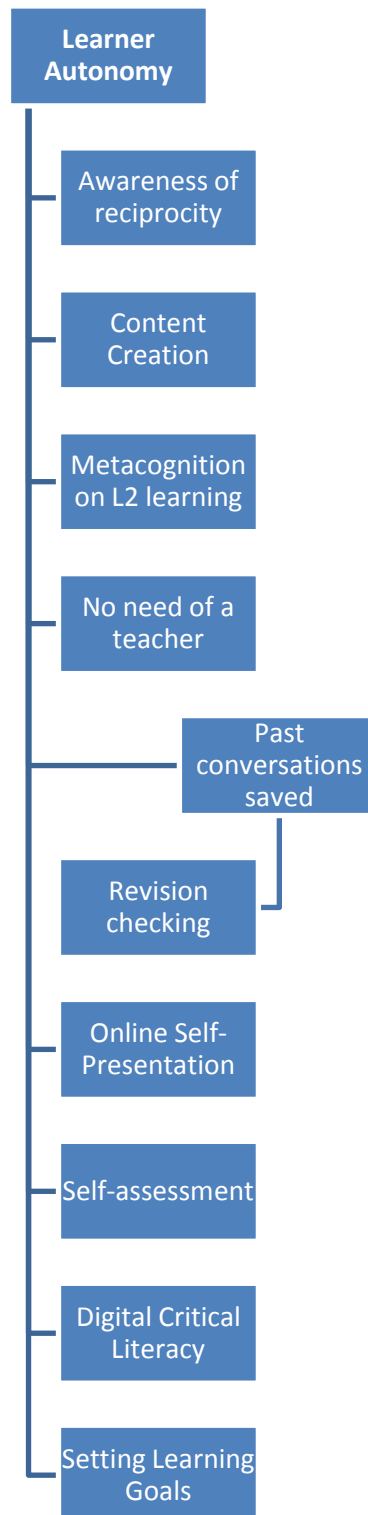 Learner
Autonomy
Awareness of
reciprocity
Content
Creation
Metacognition
on L2 learning
No need of a
teacher
Past
conversations
saved
Revision
checking
Online Self-
Presentation
Self-assessment
Digital Critical
Literacy
Setting Learning
Goals